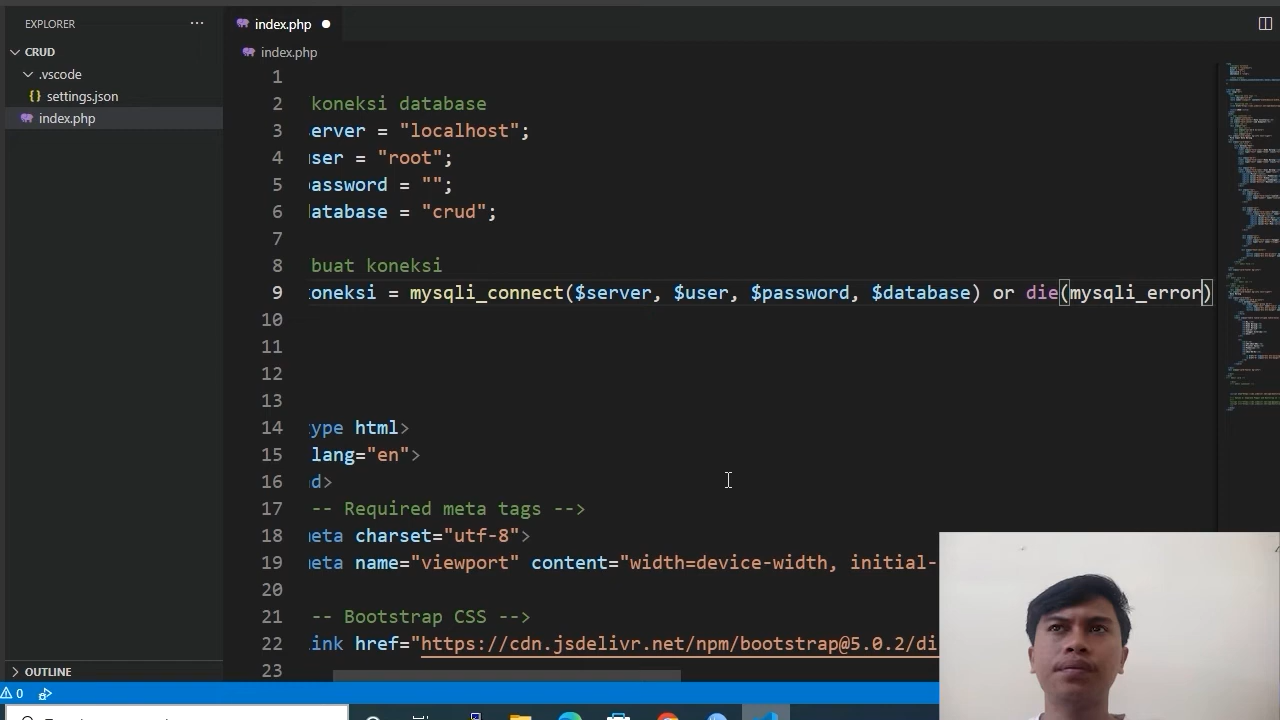 EXPLORER
CRUD
.vscode
settings.json
index.php
OUTLINE
0
index.php
index.php
1
2 koneksi database
3 erver = "localhost";
4 ser = "root";
5 assword = "";
6 atabase = "crud";
7
8 buat koneksi
9 oneksi = mysqli_connect($server, $user, $password, $database) or die(mysqli_error)
10
11
12
13
14 ype html>
15 lang="en">
16 d>
17 -- Required meta tags -->
18 eta charset="utf-8">
19 eta name="viewport" content="width=device-width, initial-
20
21 -- Bootstrap CSS -->
22 ink href="https://cdn.jsdelivr.net/npm/bootstrap@5.0.2/di
23